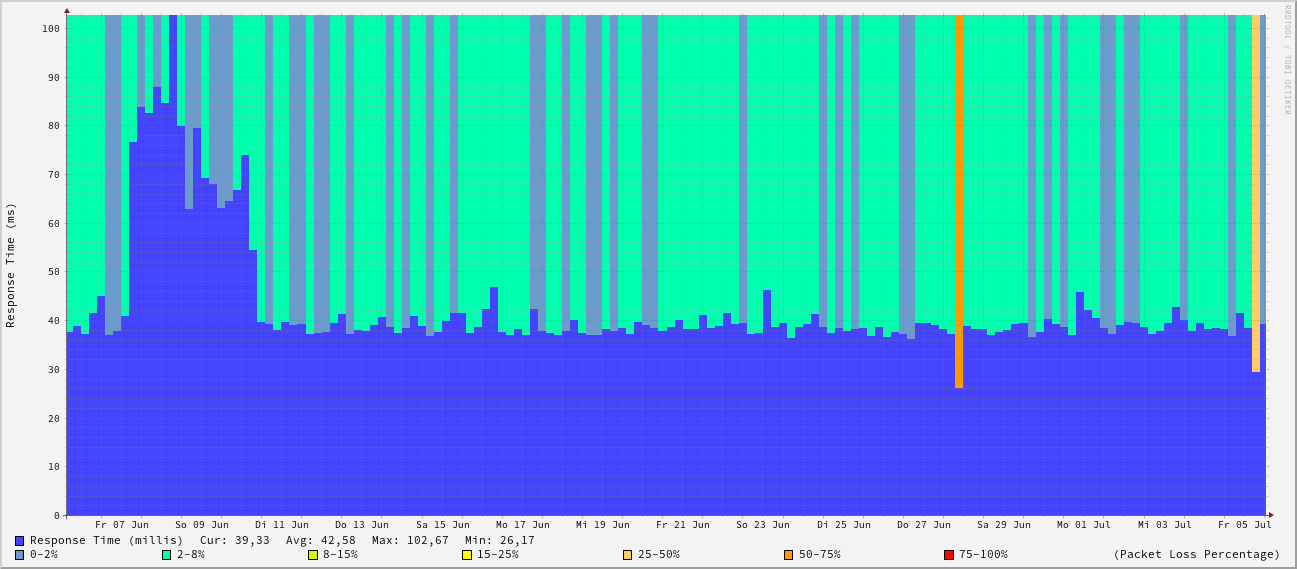 100
90
80
70
60
50
40
30
20
10
0
Response Time (ms)
RRDTOOL / TOBI OETIKER
Fr 07 Jun So 09 Jun Di 11 Jun Do 13 Jun Sa 15 Jun Mo 17 Jun Mi 19 Jun Fr 21 Jun So 23 Jun Di 25 Jun Do 27 Jun Sa 29 Jun Mo 01 Jul Mi 03 Jul Fr 05 Jul
Response Time (millis) Cur: 39,33 Avg: 42,58 Max: 102,67 Min: 26,17
0-2% 2-8% 8-15% 15-25% 25-50% 50-75% 75-100% (Packet Loss Percentage)